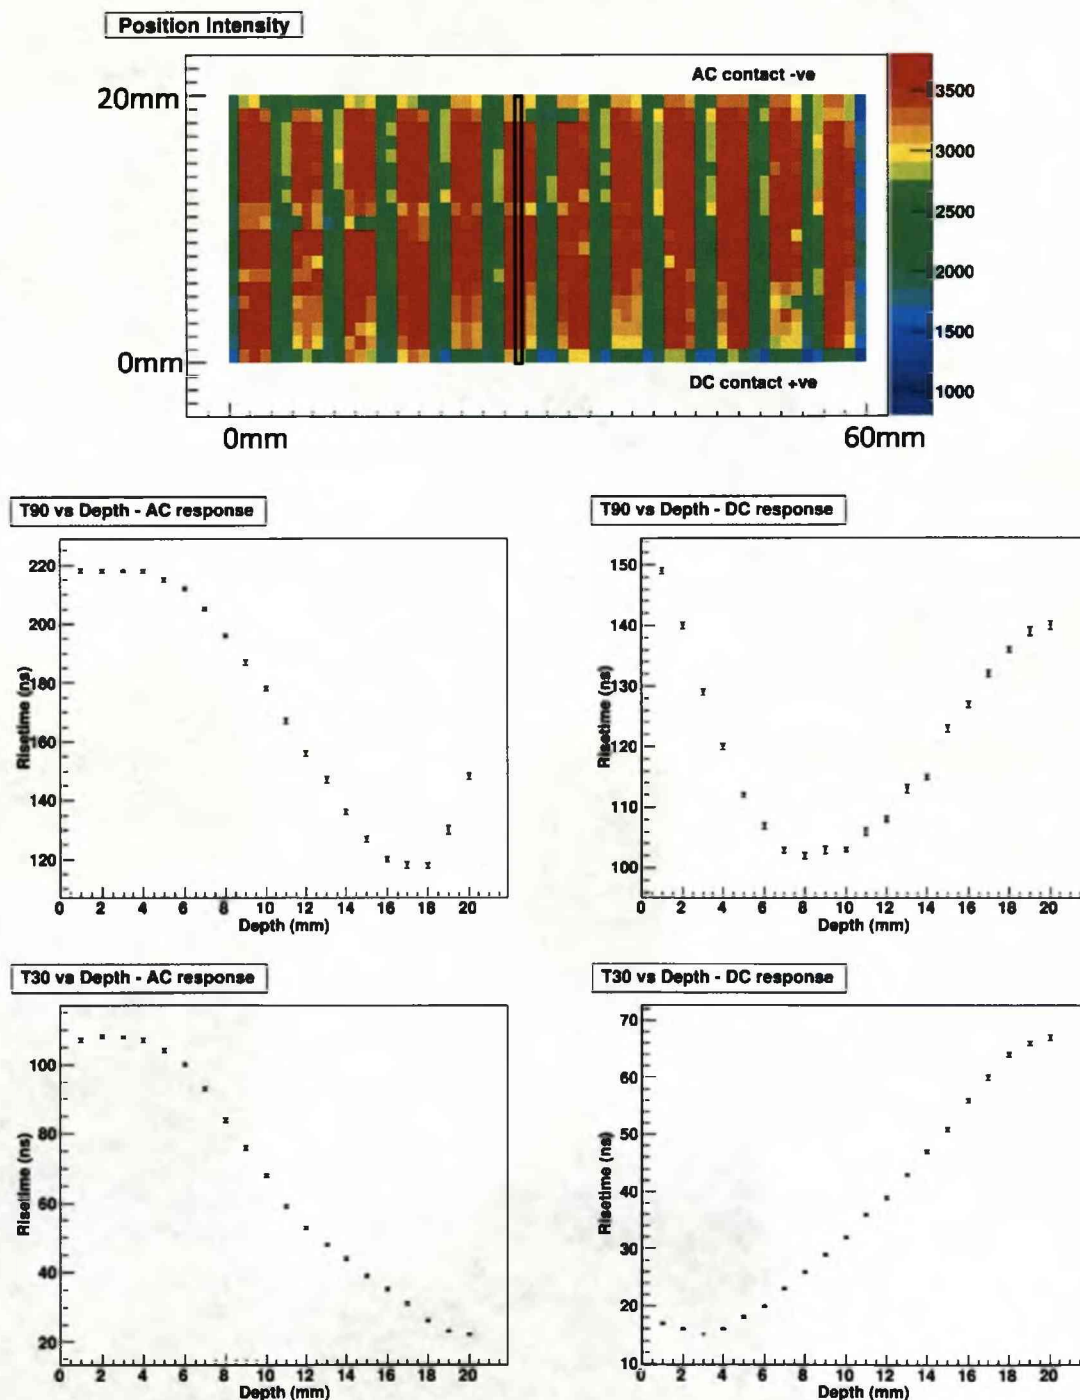 Position Intensity
AC contact -ve
20mm
0mm
DC contact +ve
3500
3000
2500
2000
1500
1000
0mm 60mm
T90 vs Depth - AC response
220
200
180
160
140
120
Risetime (ns)
0 2 4 6 8 10 12 14 16 18 20
Depth (mm)
T90 vs Depth - DC response
150
140
130
120
110
100
Risetime (ns)
0 2 4 6 8 10 12 14 16 18 20
Depth (mm)
T30 vs Depth - AC response
100
80
60
40
20
Risetime (ns)
0 2 4 6 8 10 12 14 16 18 20
Depth (mm)
T30 vs Depth - DC response
70
60
50
40
30
20
10
Risetime (ns)
0 2 4 6 8 10 12 14 16 18 20
Depth (mm)